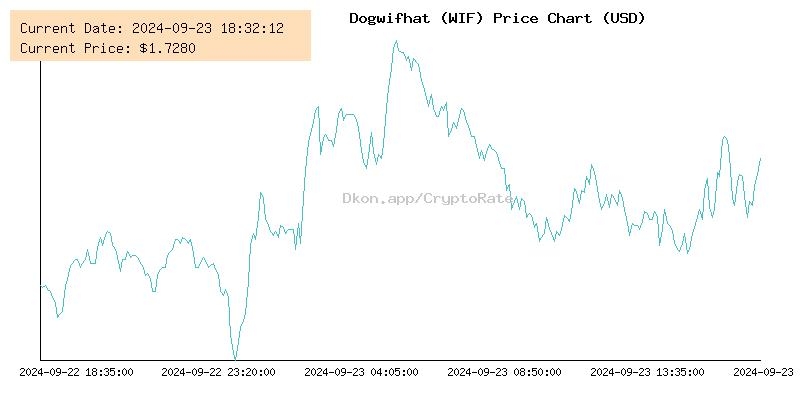 Dogwifhat (WIF) Price Chart (USD)
Current Date: 2024-09-23 18:32:12
Current Price: $1.7280
Dkon.app/CryptoRate
2024-09-22 18:35:00 2024-09-22 23:20:00 2024-09-23 04:05:00 2024-09-23 08:50:00 2024-09-23 13:35:00 2024-09-23